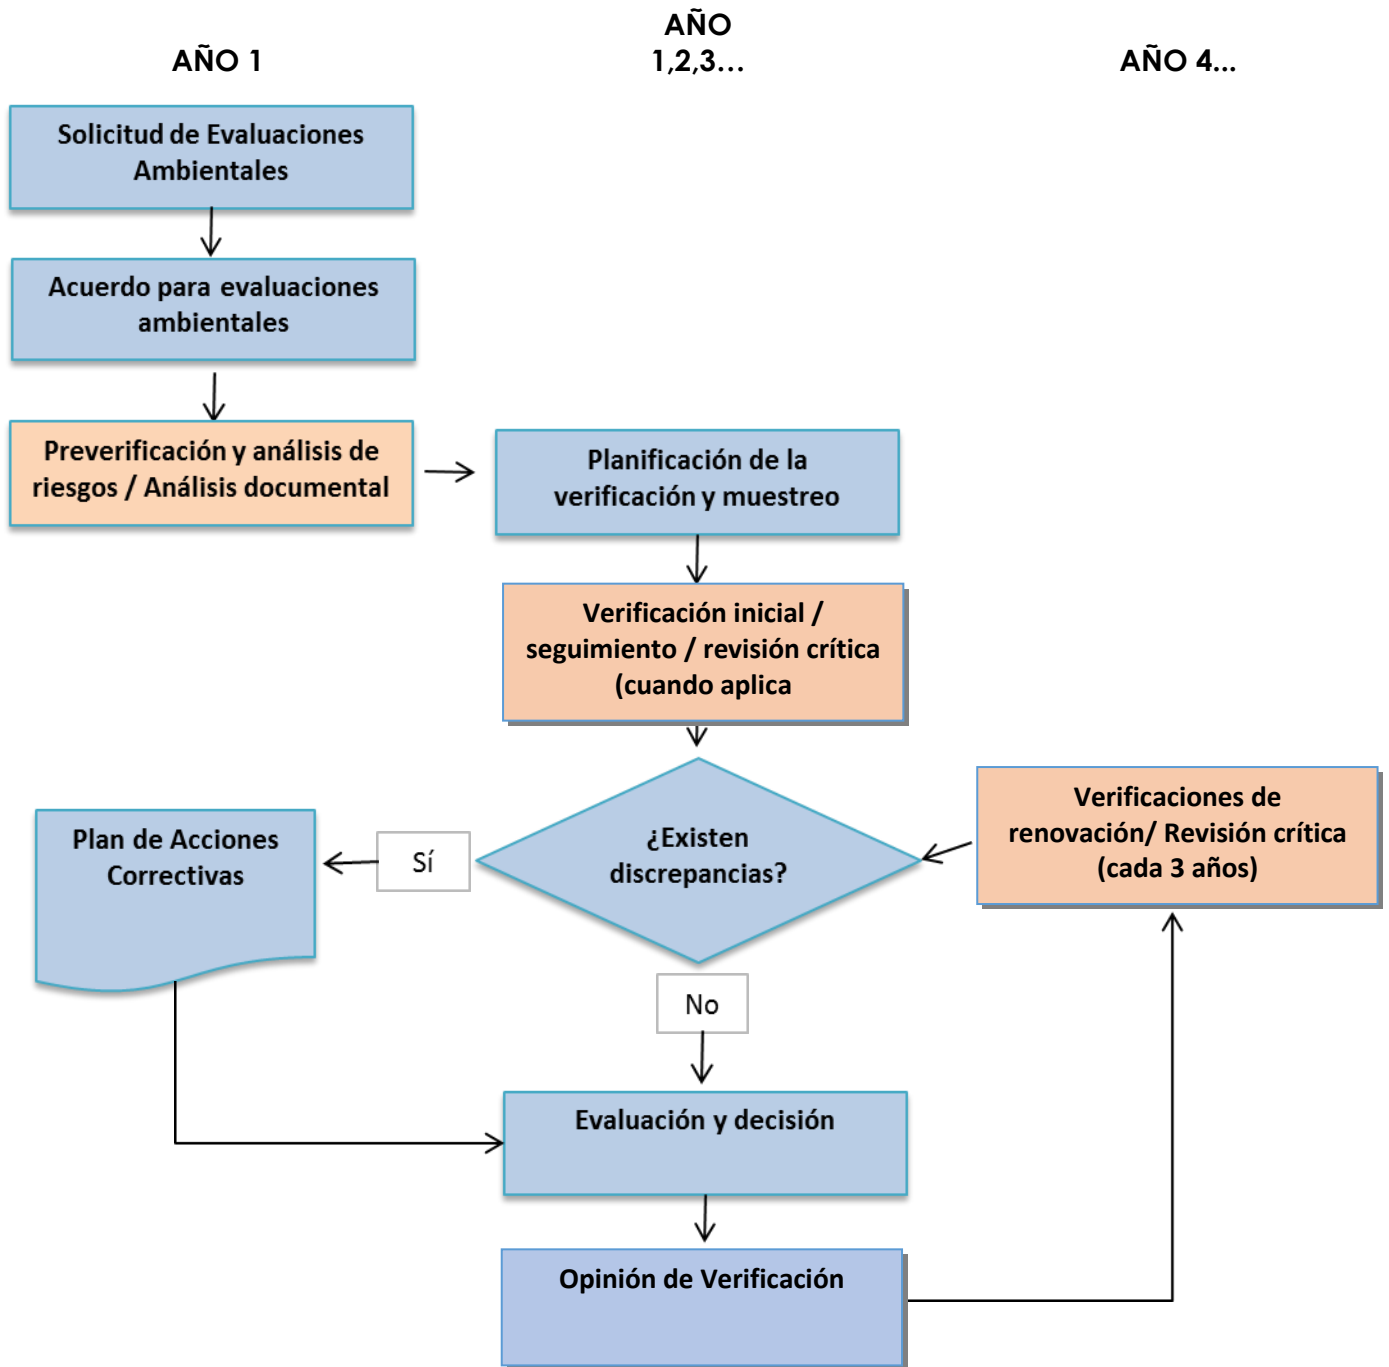 AÑO 1
AÑO
1,2,3...
AÑO 4...
Solicitud de Evaluaciones
Ambientales
Acuerdo para evaluaciones
ambientales
Preverificación y análisis de
riesgos / Análisis documental
Planificación de la
verificación y muestreo
Verificación inicial /
seguimiento / revisión crítica
(cuando aplica
¿Existen
discrepancias?
Verificaciones de
renovación/ Revisión crítica
(cada 3 años)
Sí
Plan de Acciones
Correctivas
No
Evaluación y decisión
Opinión de Verificación